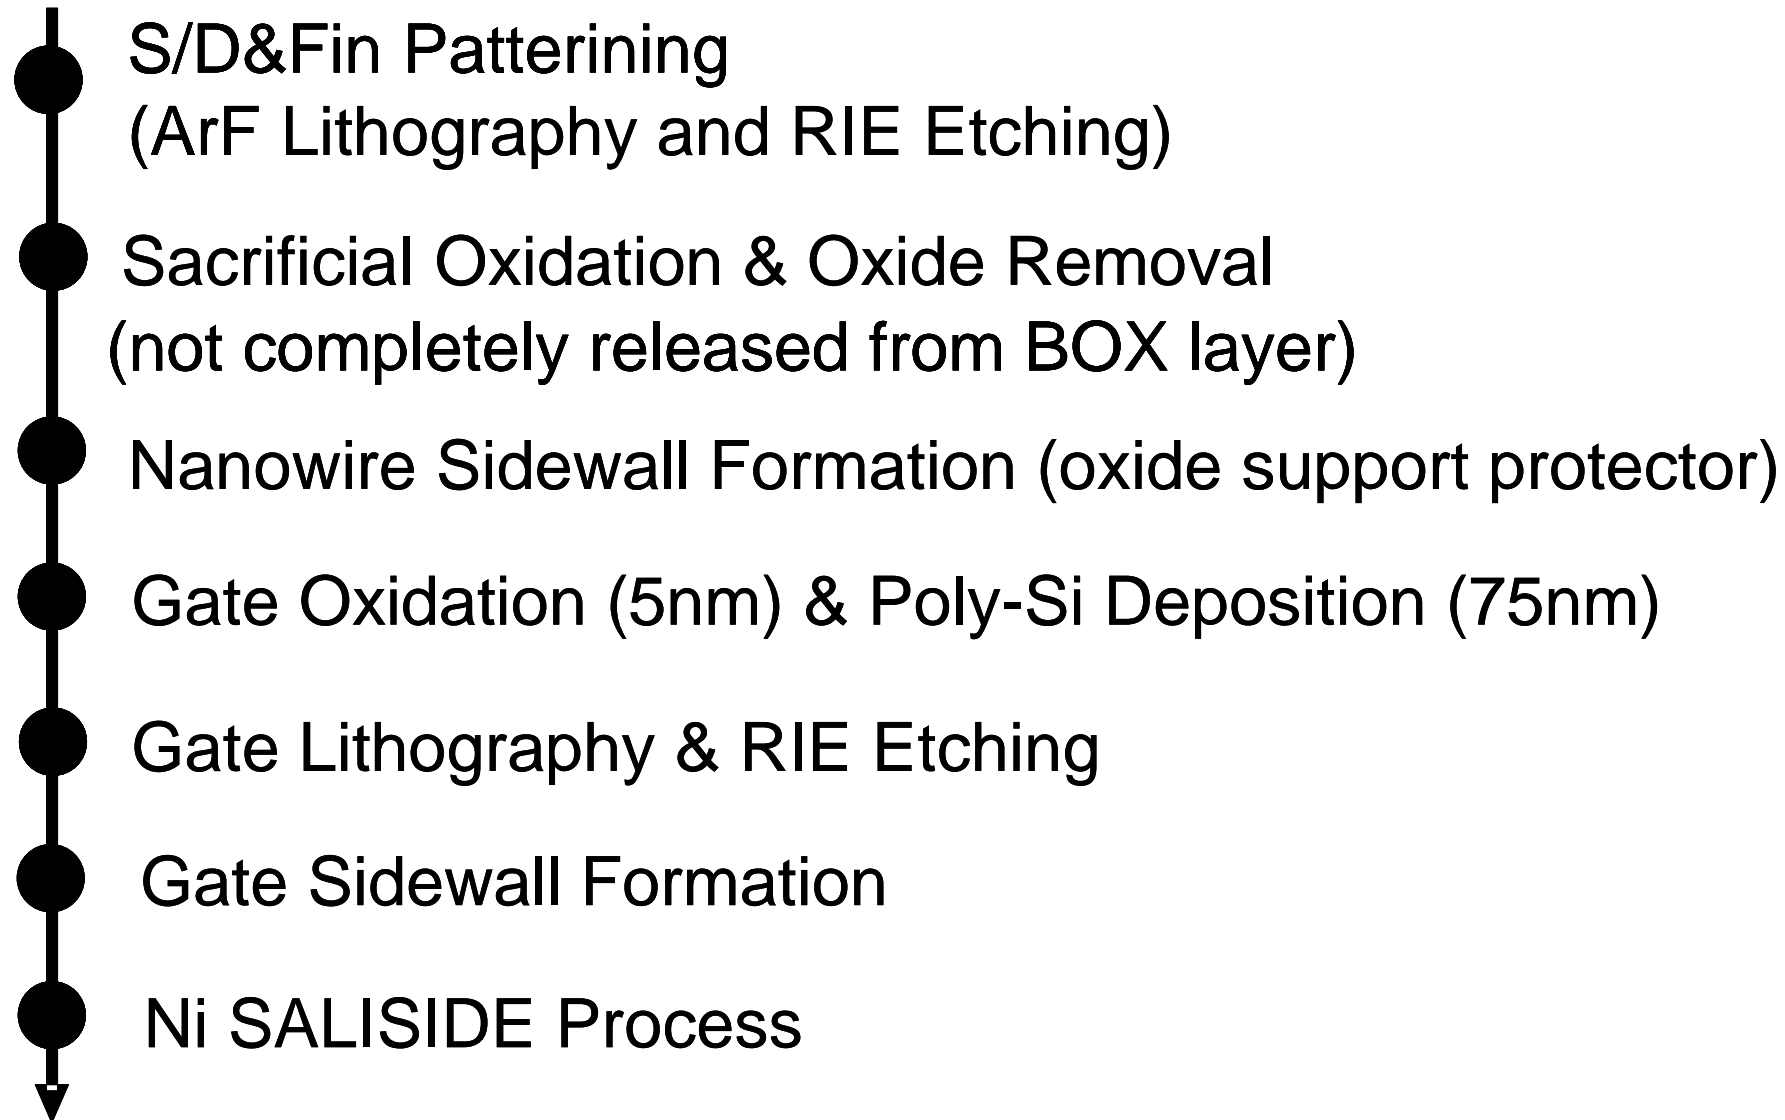 S/D&Fin Patterining
(ArF Lithography and RIE Etching)
Sacrificial Oxidation & Oxide Removal
(not completely released from BOX layer)
Nanowire Sidewall Formation (oxide support protector)
Gate Oxidation (5nm) & Poly-Si Deposition (75nm)
Gate Lithography & RIE Etching
Gate Sidewall Formation
Ni SALISIDE Process